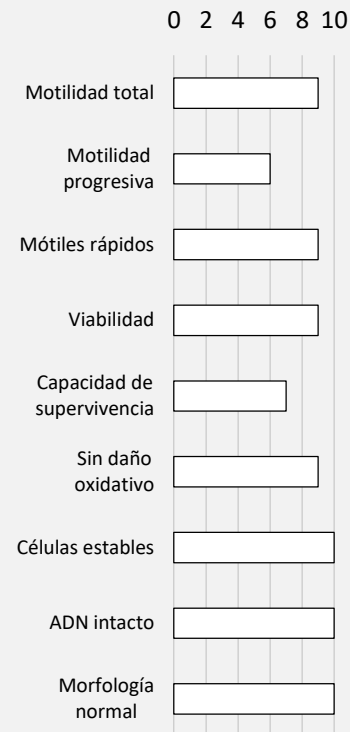 0 2 4 6 8 10
Motilidad total
Motilidad
progresiva
Mótiles rápidos
Viabilidad
Capacidad de
supervivencia
Sin daño
oxidativo
Células estables
ADN intacto
Morfología
normal